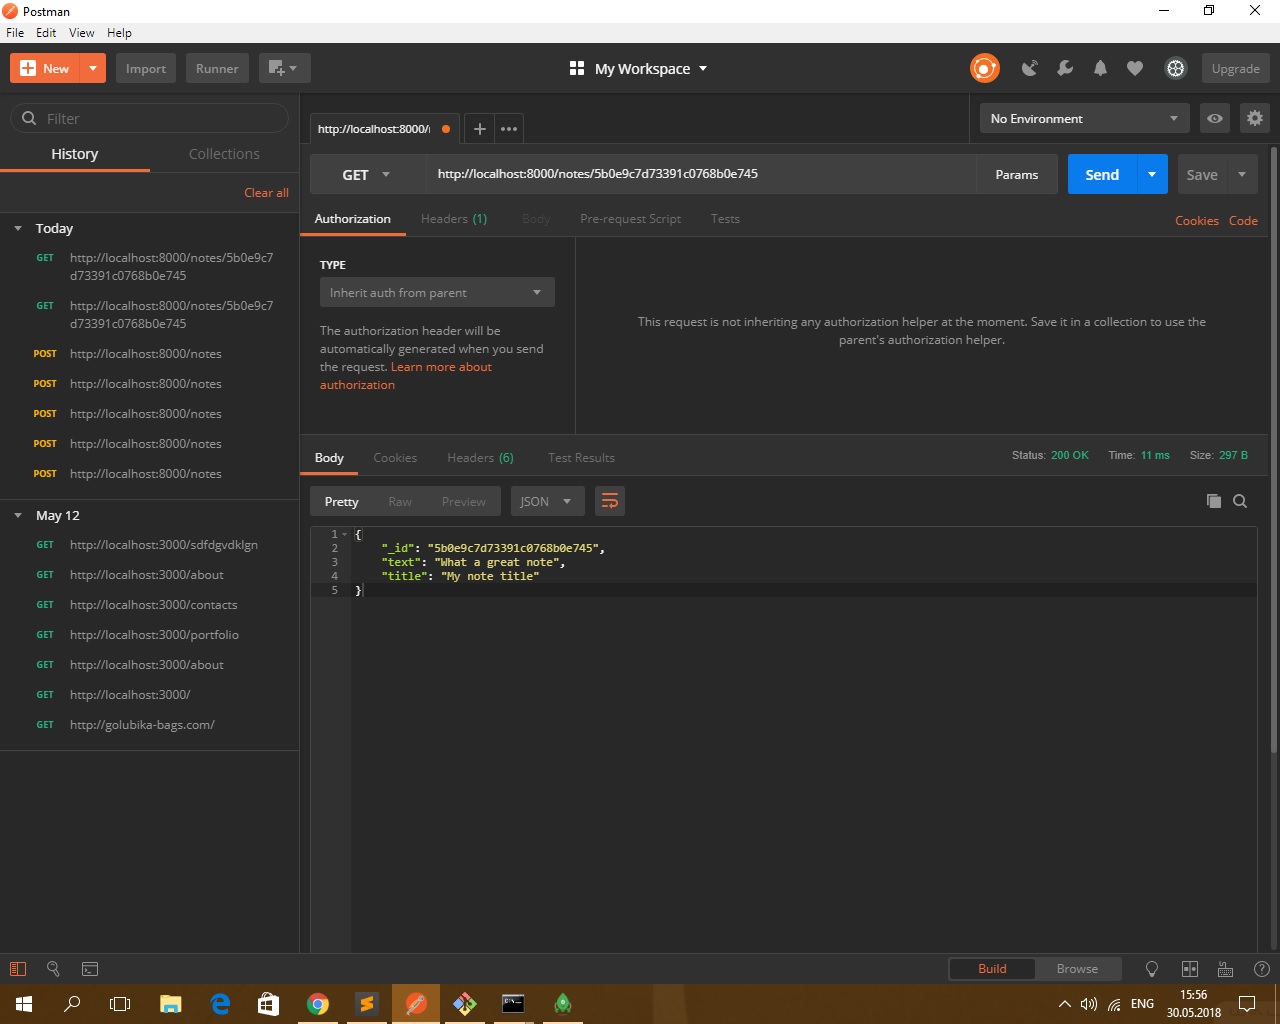 Postman
File Edit View Help
New Import Runner My Workspace Upgrade
Filter
History Collections
Clear all
Today
GET http://localhost:8000/notes/5b0e9c7
d73391c0768b0e745
GET http://localhost:8000/notes/5b0e9c7
d73391c0768b0e745
POST http://localhost:8000/notes
POST http://localhost:8000/notes
POST http://localhost:8000/notes
POST http://localhost:8000/notes
POST http://localhost:8000/notes
May 12
GET http://localhost:3000/sdfdgvdklgn
GET http://localhost:3000/about
GET http://localhost:3000/contacts
GET http://localhost:3000/portfolio
GET http://localhost:3000/about
GET http://localhost:3000/
GET http://golubika-bags.com/
http://localhost:8000/ No Environment
GET http://localhost:8000/notes/5b0e9c7d73391c0768b0e745 Params Send Save
Authorization Headers (1) Body Pre-request Script Tests Cookies Code
TYPE
Inherit auth from parent
The authorization header will be
automatically generated when you send
the request. Learn more about
authorization
This request is not inheriting any authorization helper at the moment. Save it in a collection to use the
parent's authorization helper.
Body Cookies Headers (6) Test Results Status: 200 OK Time: 11 ms Size: 297 B
Pretty Raw Preview JSON
1 {
2 "_id": "5b0e9c7d73391c0768b0e745",
3 "text": "What a great note",
4 "title": "My note title"
5 }
Build Browse
ENG 15:56
30.05.2018